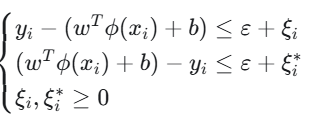 y_i − (w^T ϕ(x_i) + b) ≤ ε + ξ_i
(w^T ϕ(x_i) + b) − y_i ≤ ε + ξ_i^*
ξ_i, ξ_i^* ≥ 0